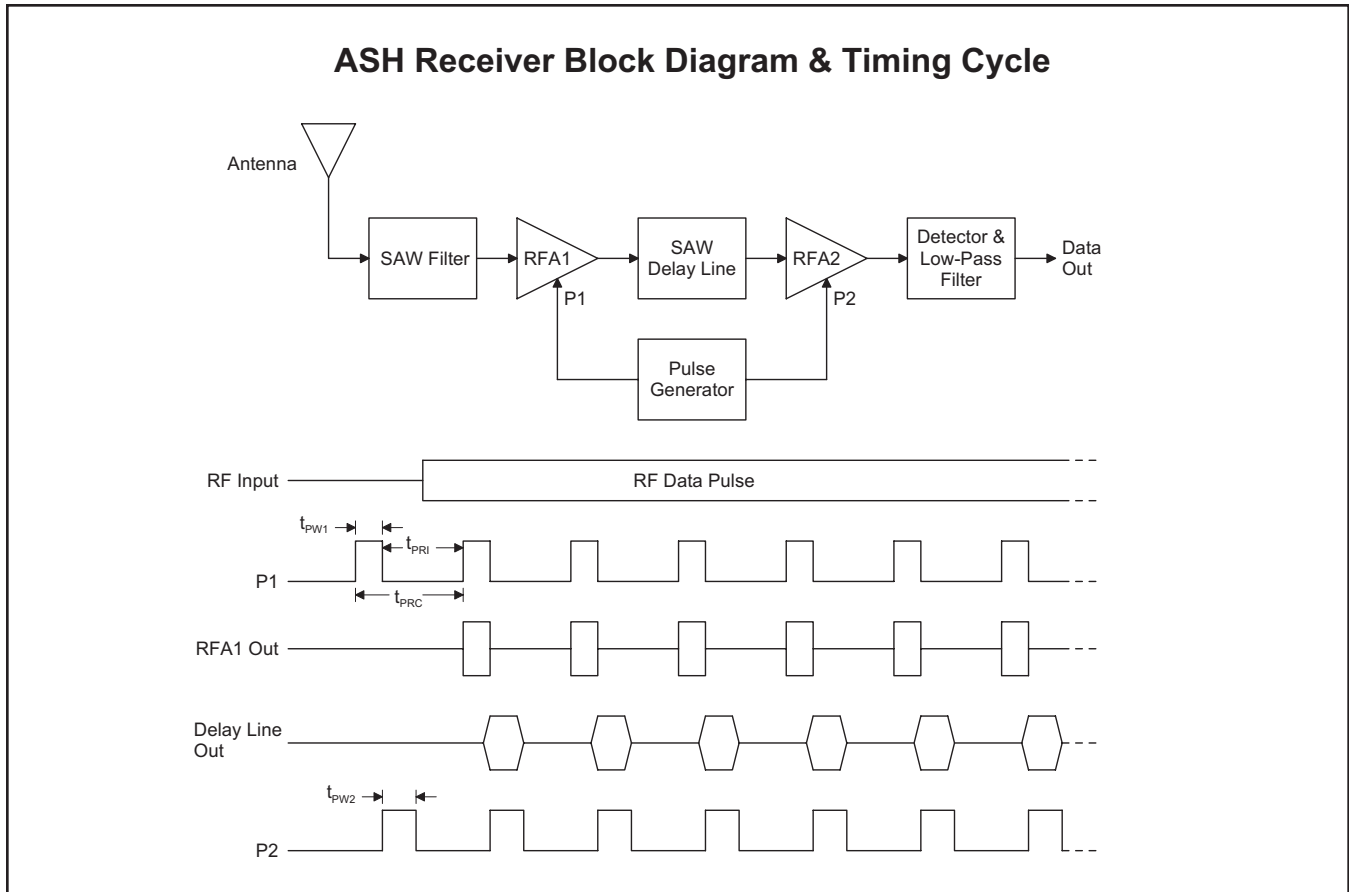 ASH Receiver Block Diagram & Timing Cycle
Antenna
SAW Filter
RFA1
SAW
Delay Line
RFA2
Detector &
Low-Pass
Filter
Data
Out
P1
P2
Pulse
Generator
RF Input
RF Data Pulse
tPW1
tPRI
P1
tPRC
RFA1 Out
Delay Line
Out
tPW2
P2